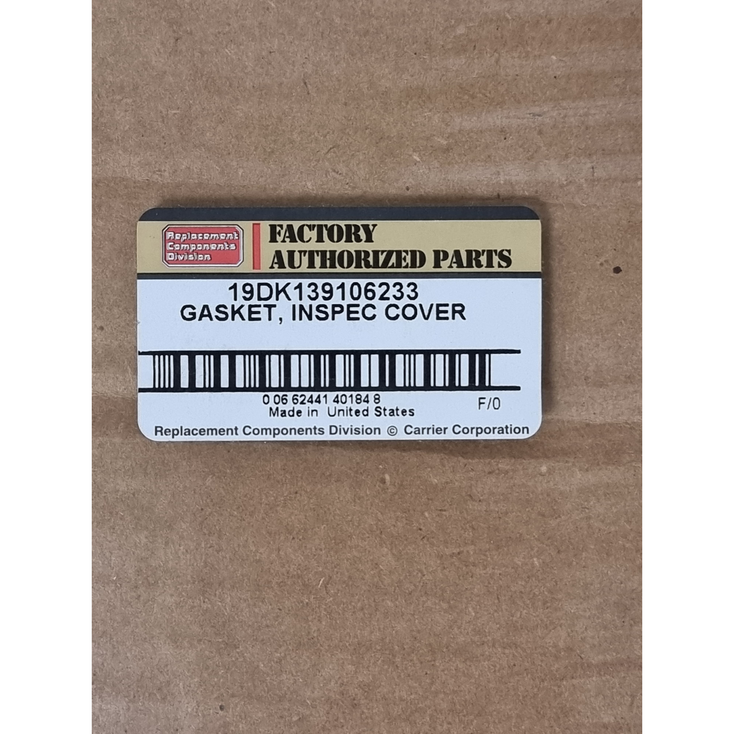 Replacement
Components
Division
FACTORY
AUTHORIZED PARTS
19DK139106233
GASKET, INSPEC COVER
0 06 62441 40184 8
Made in United States
F/0
Replacement Components Division © Carrier Corporation